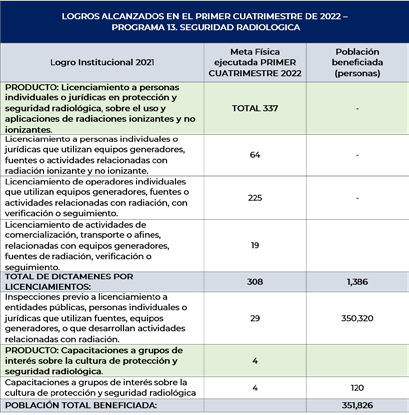 LOGROS ALCANZADOS EN EL PRIMER CUATRIMESTRE DE 2022 –
PROGRAMA 13. SEGURIDAD RADIOLOGICA
Logro Institucional 2021
Meta Física
ejecutada PRIMER
CUATRIMESTRE 2022
Población
beneficiada
(personas)
PRODUCTO: Licenciamiento a personas
individuales o jurídicas en protección y
seguridad radiológica, sobre el uso y
aplicaciones de radiaciones ionizantes y no
ionizantes.
TOTAL 337
-
Licenciamiento a personas individuales o
jurídicas que utilizan equipos generadores,
fuentes o actividades relacionadas con
radiación ionizante y no ionizante.
64
-
Licenciamiento de operadores individuales
que utilizan equipos generadores, fuentes o
actividades relacionadas con radiación, con
verificación o seguimiento.
225
-
Licenciamiento de actividades de
comercialización, transporte o afines,
relacionadas con equipos generadores,
fuentes de radiación, verificación o
seguimiento.
19
TOTAL DE DICTAMENES POR
LICENCIAMIENTOS:
308
1,386
Inspecciones previo a licenciamiento a
entidades públicas, personas individuales o
jurídicas que utilizan fuentes, equipos
generadores, o que desarrollan actividades
relacionadas con radiación.
29
350,320
PRODUCTO: Capacitaciones a grupos de
interés sobre la cultura de protección y
seguridad radiológica.
4
Capacitaciones a grupos de interés sobre la
cultura de protección y seguridad radiológica
4
120
POBLACIÓN TOTAL BENEFICIADA:
351,826